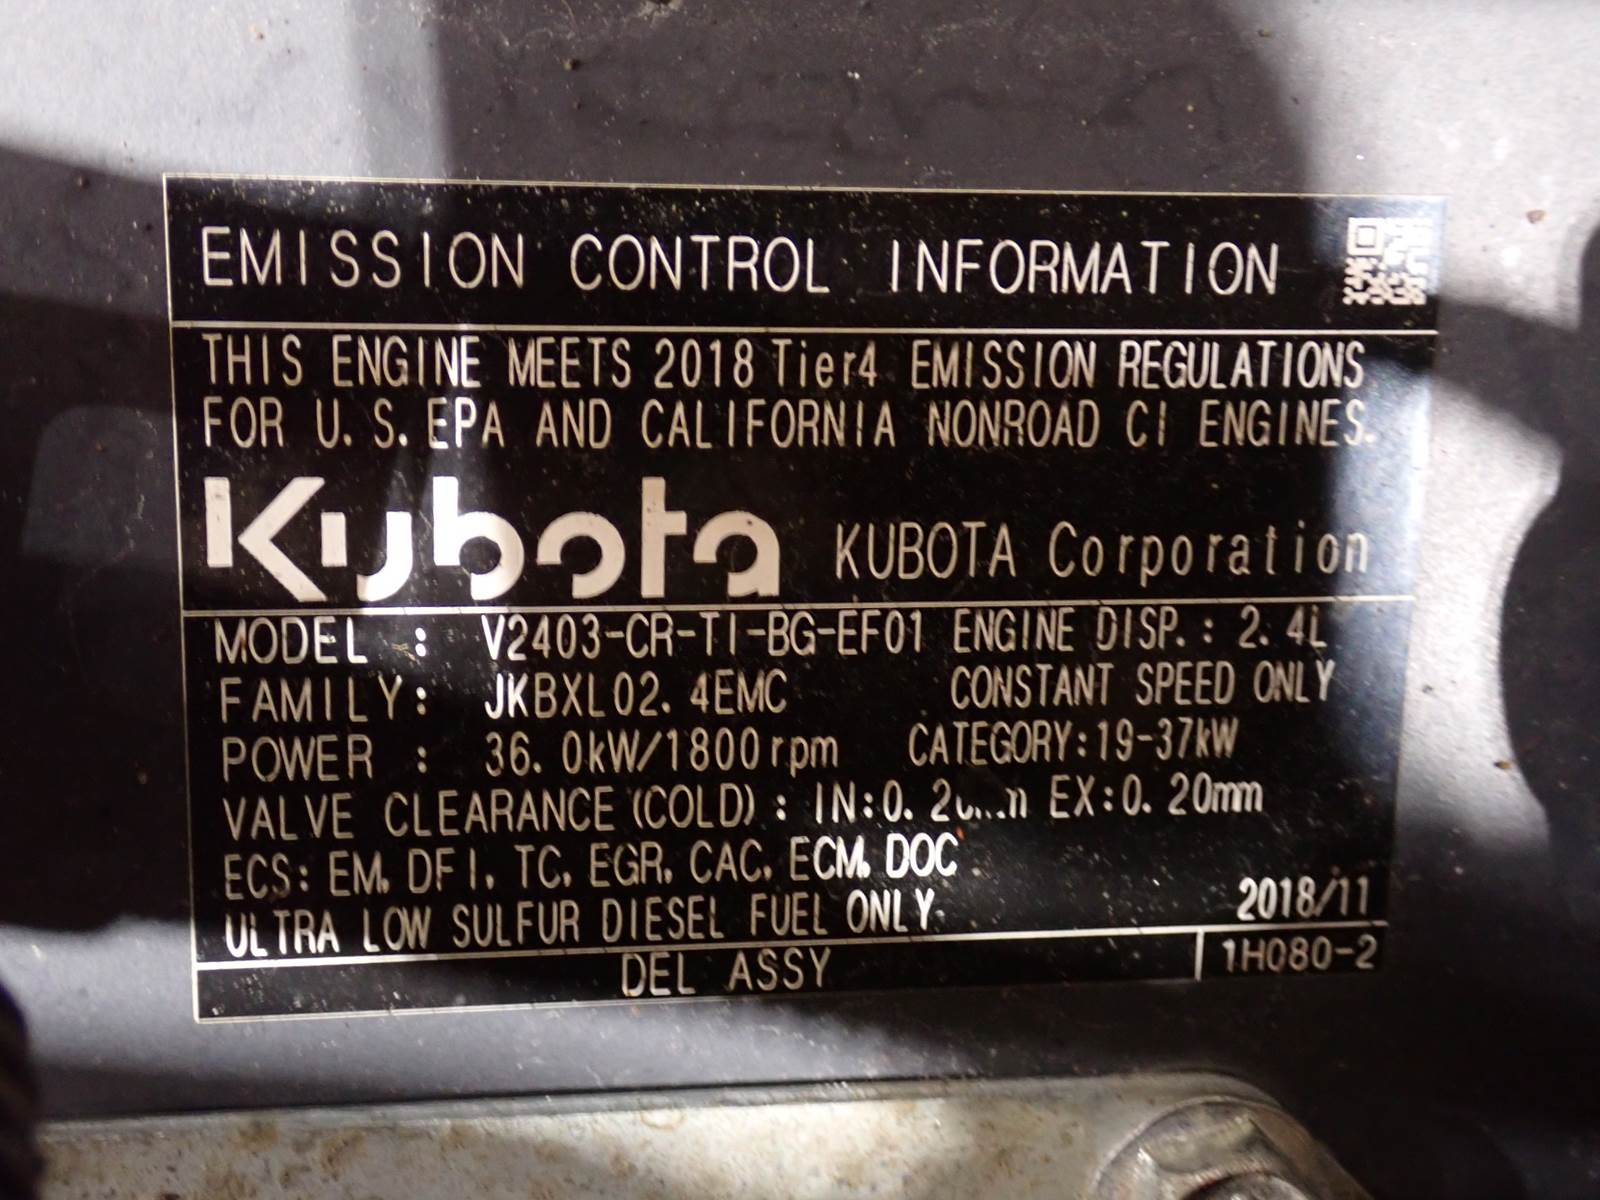 EMISSION CONTROL INFORMATION
THIS ENGINE MEETS 2018 Tier4 EMISSION REGULATIONS
FOR U.S. EPA AND CALIFORNIA NONROAD CI ENGINES.
Kubota KUBOTA Corporation
MODEL : V2403-CR-TI-BG-EF01 ENGINE DISP.: 2.4L
FAMILY: JKBXL02.4EMC CONSTANT SPEED ONLY
POWER : 36.0kW/1800rpm CATEGORY:19-37kW
VALVE CLEARANCE (COLD): IN: EX:0.20mm
ECS: EM, DFI, TC, EGR, CAC, ECM, DOC
ULTRA LOW SULFUR DIESEL FUEL ONLY. 2018/11
DEL ASSY 1H080-2